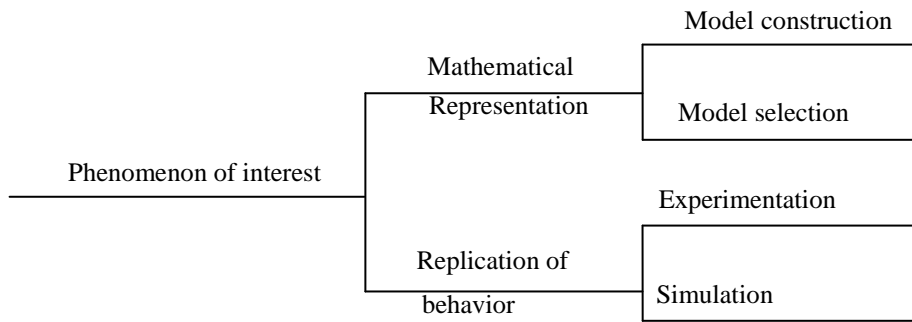 Model construction
Mathematical
Representation
Model selection
Phenomenon of interest
Experimentation
Replication of
behavior
Simulation